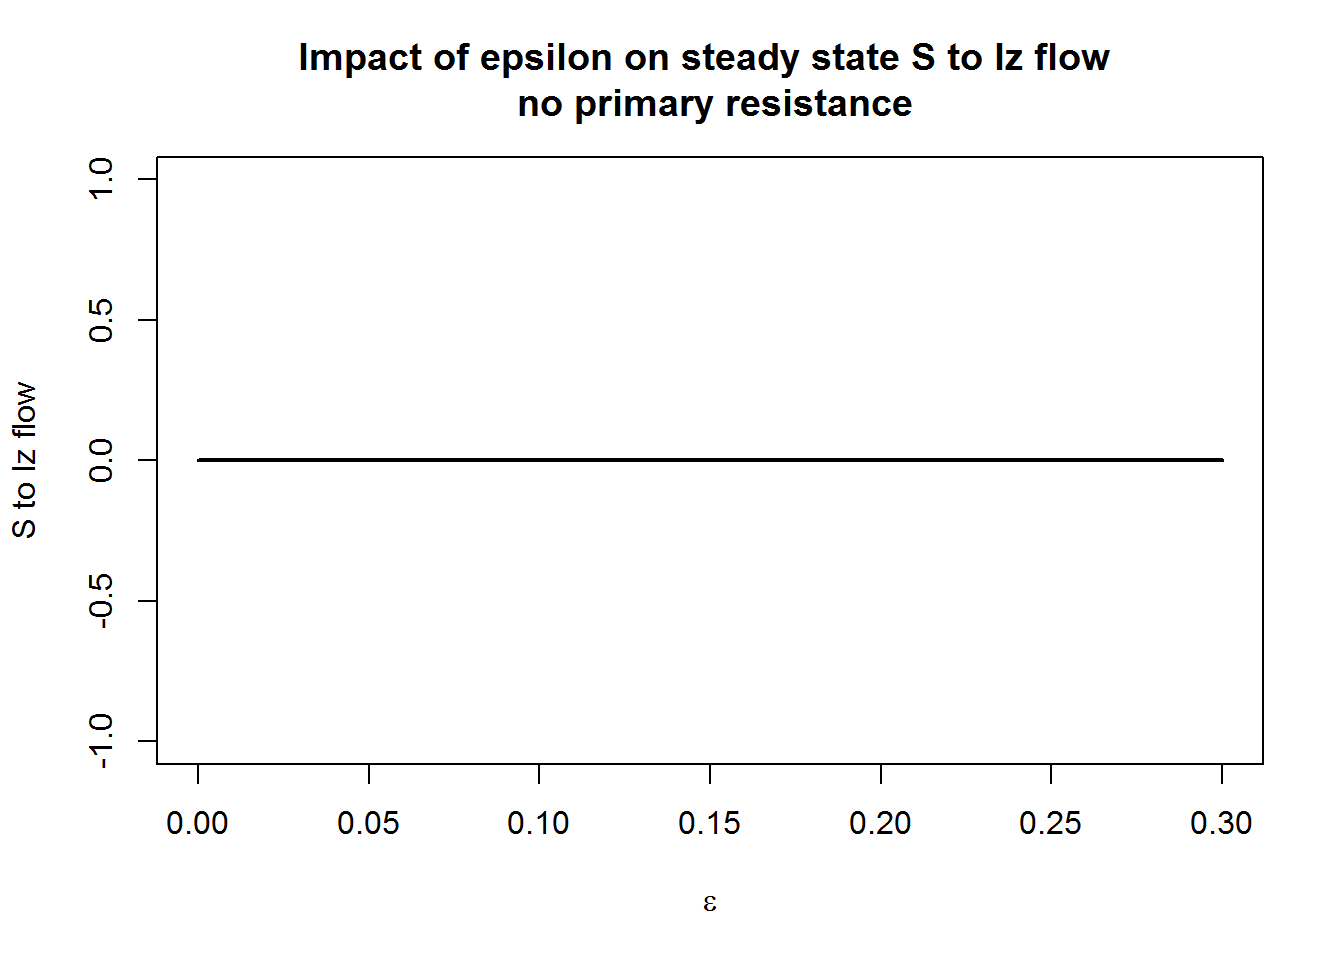 Impact of epsilon on steady state S to Iz flow
no primary resistance
1.0
0.5
0.0
-0.5
-1.0
S to Iz flow
0.00 0.05 0.10 0.15 0.20 0.25 0.30
ε